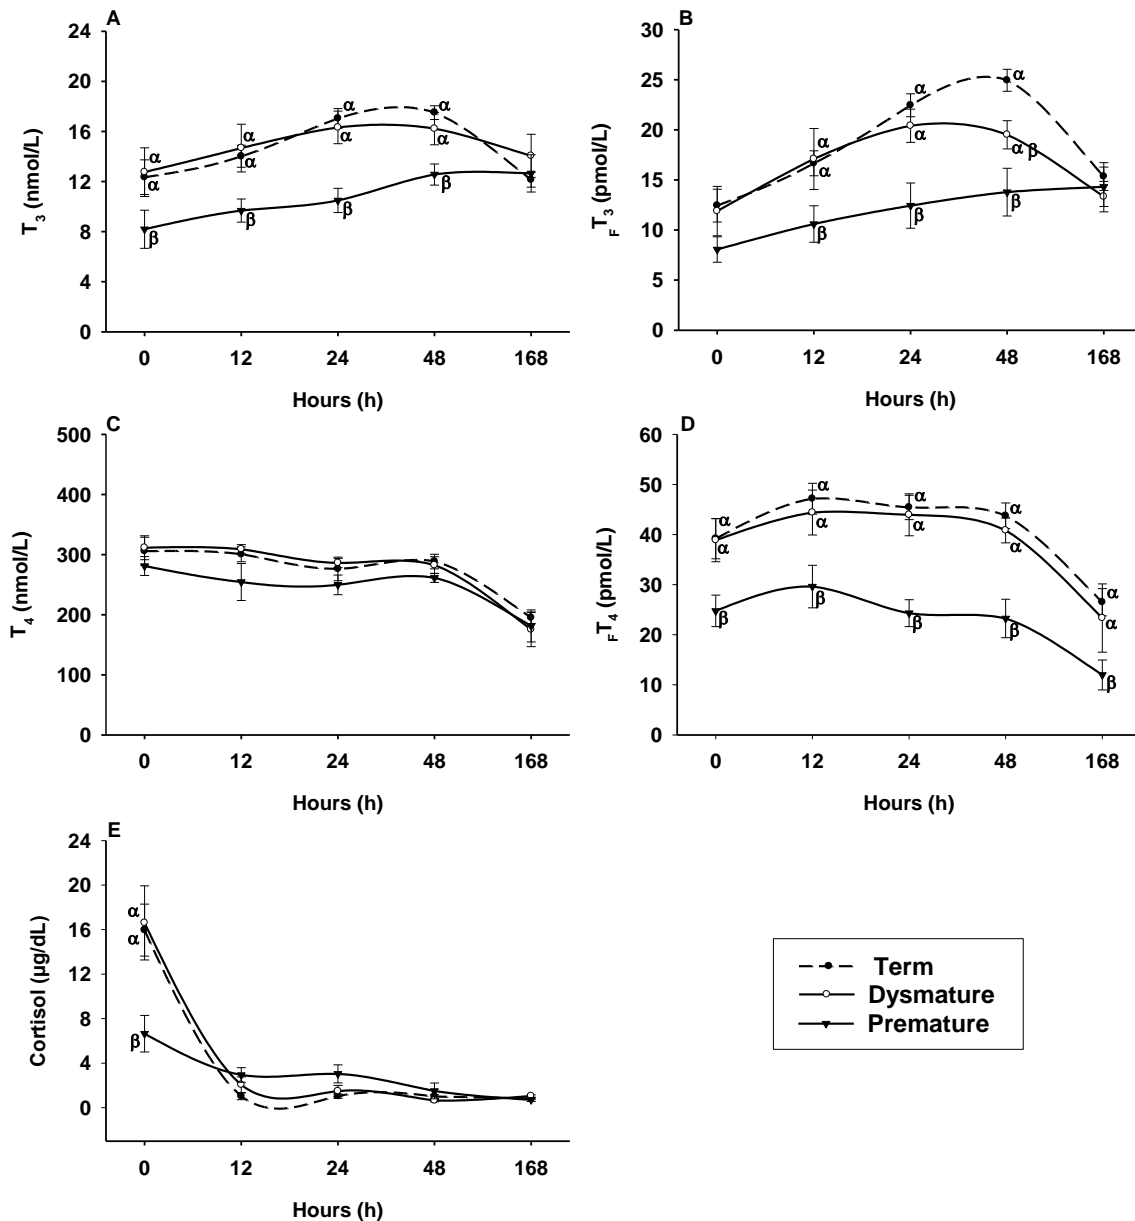 A
T3 (nmol/L)
24
20
16
12
8
4
0
α α α α
α α α α
β β β β
0 12 24 48 168
Hours (h)
B
FT3 (pmol/L)
30
25
20
15
10
5
0
α α α
α α α β
β β β
0 12 24 48 168
Hours (h)
C
T4 (nmol/L)
500
400
300
200
100
0
0 12 24 48 168
Hours (h)
D
FT4 (pmol/L)
60
50
40
30
20
10
0
α α α α α
α α α α α
β β β β β
0 12 24 48 168
Hours (h)
E
Cortisol (µg/dL)
24
20
16
12
8
4
0
α
α
β
0 12 24 48 168
Hours (h)
Term
Dysmature
Premature